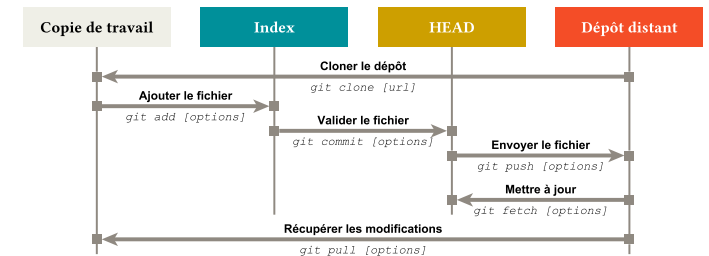 Copie de travail
Index
HEAD
Dépôt distant
Cloner le dépôt
git clone [url]
Ajouter le fichier
git add [options]
Valider le fichier
git commit [options]
Envoyer le fichier
git push [options]
Mettre à jour
git fetch [options]
Récupérer les modifications
git pull [options]